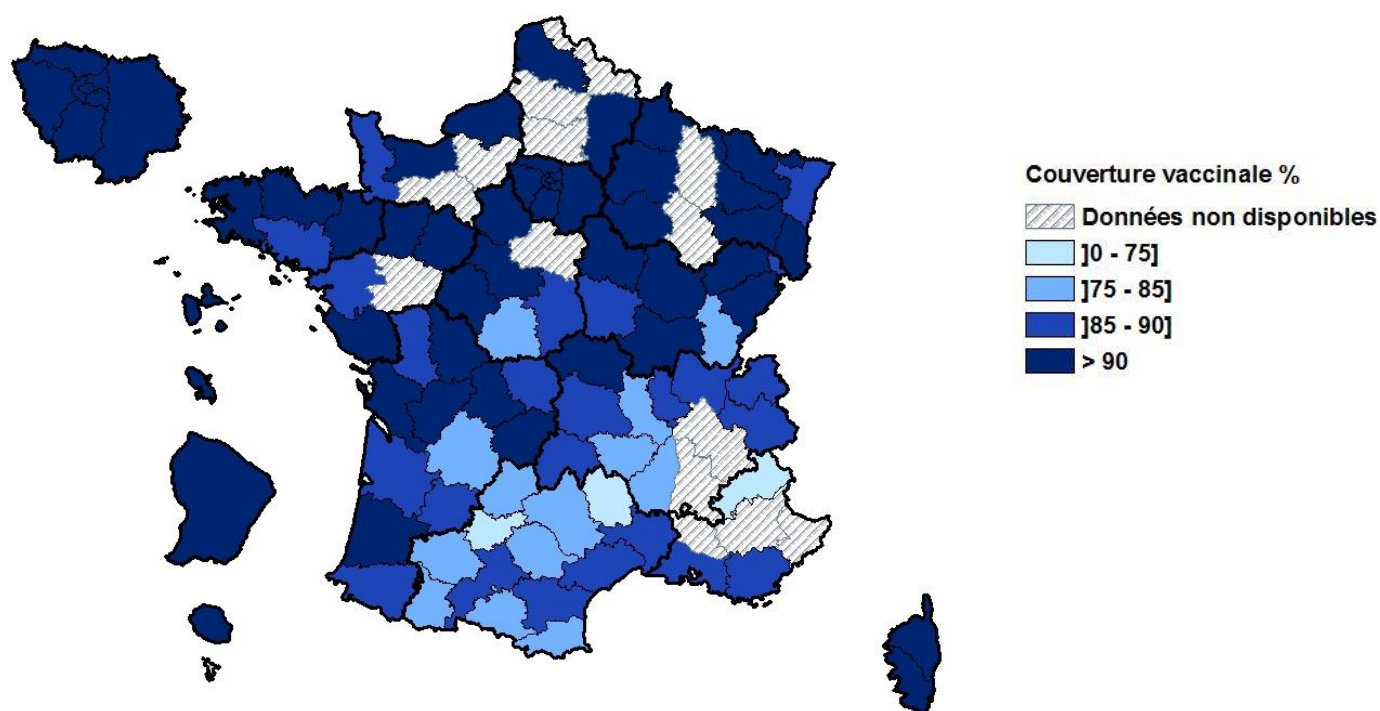 Couverture vaccinale %
Données non disponibles
]0 - 75]
]75 - 85]
]85 - 90]
> 90